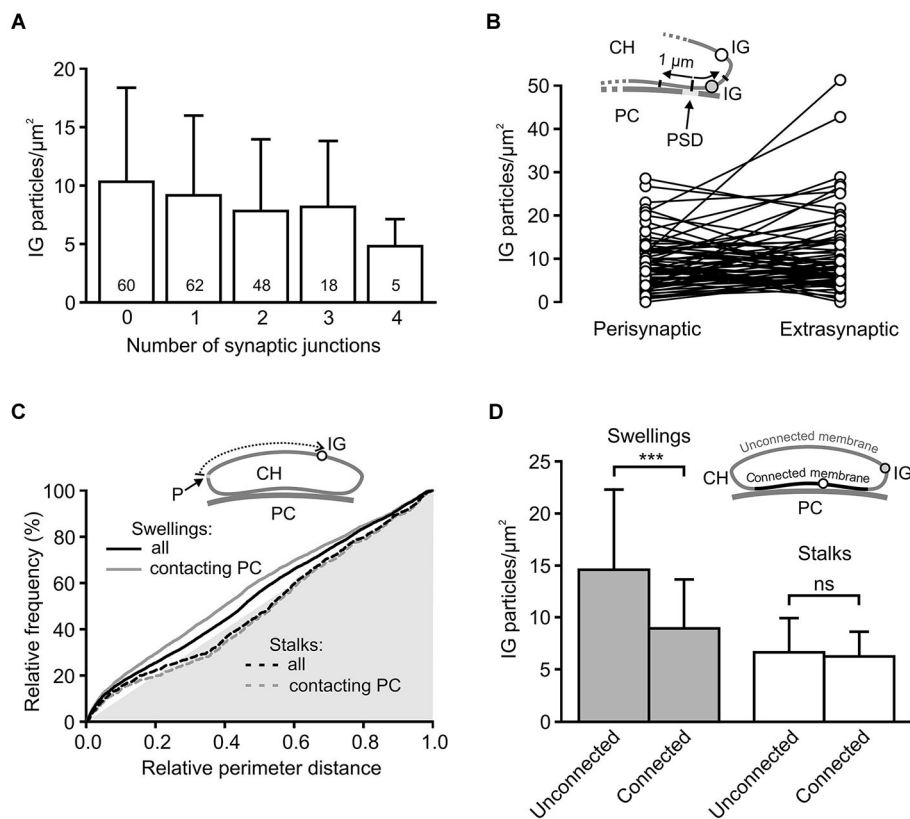 A
IG particles/μm²
20
15
10
5
0
60
62
48
18
5
0 1 2 3 4
Number of synaptic junctions
B
CH
IG
1 μm
IG
PC
PSD
IG particles/μm²
50
40
30
20
10
0
Perisynaptic Extrasynaptic
C
IG
CH
P
PC
Relative frequency (%)
100
80
60
40
20
0
Swellings:
all
contacting PC
Stalks:
all
contacting PC
0.0 0.2 0.4 0.6 0.8 1.0
Relative perimeter distance
D
Swellings
***
Unconnected membrane
CH
IG
Connected membrane
PC
Stalks
ns
IG particles/μm²
25
20
15
10
5
0
Unconnected
Connected
Unconnected
Connected